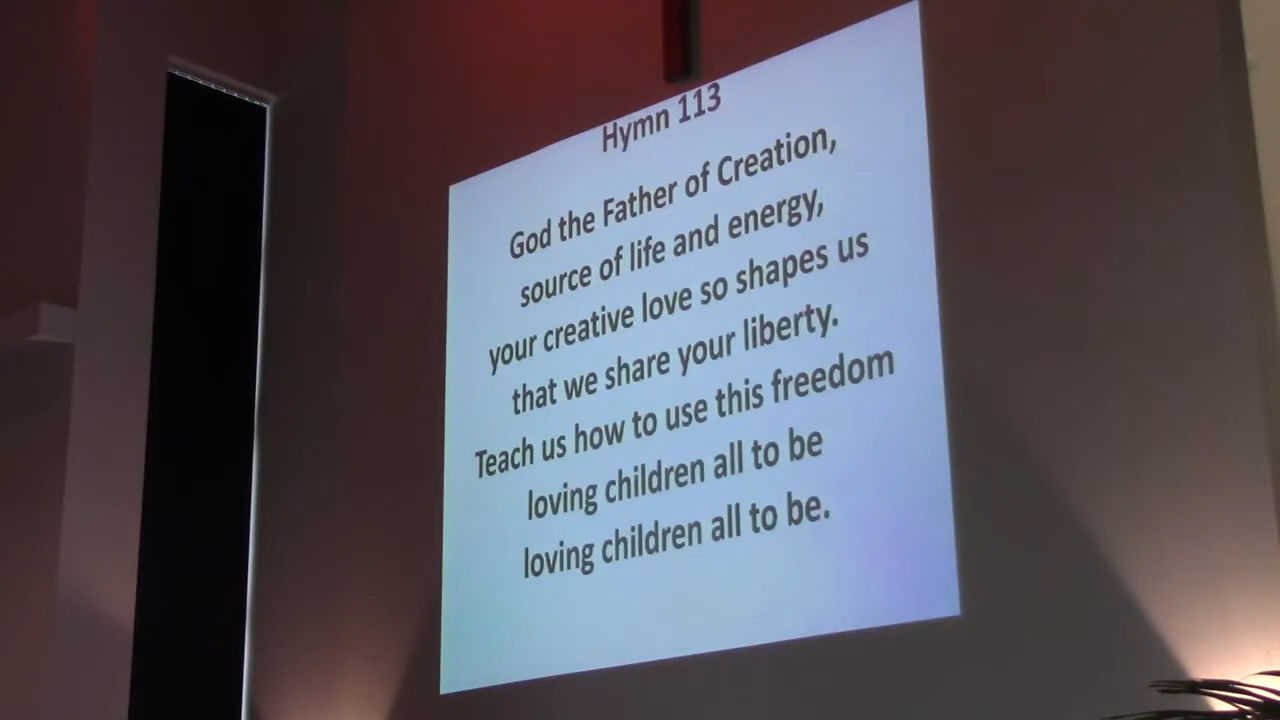 Hymn 113
God the Father of Creation,
source of life and energy,
your creative love so shapes us
that we share your liberty.
Teach us how to use this freedom
loving children all to be
loving children all to be.